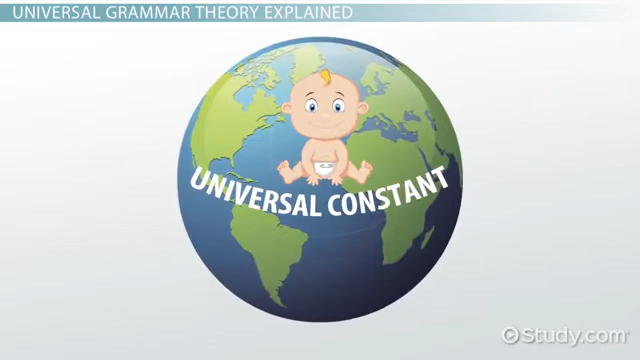 UNIVERSAL GRAMMAR THEORY EXPLAINED
UNIVERSAL CONSTANT
Study.com